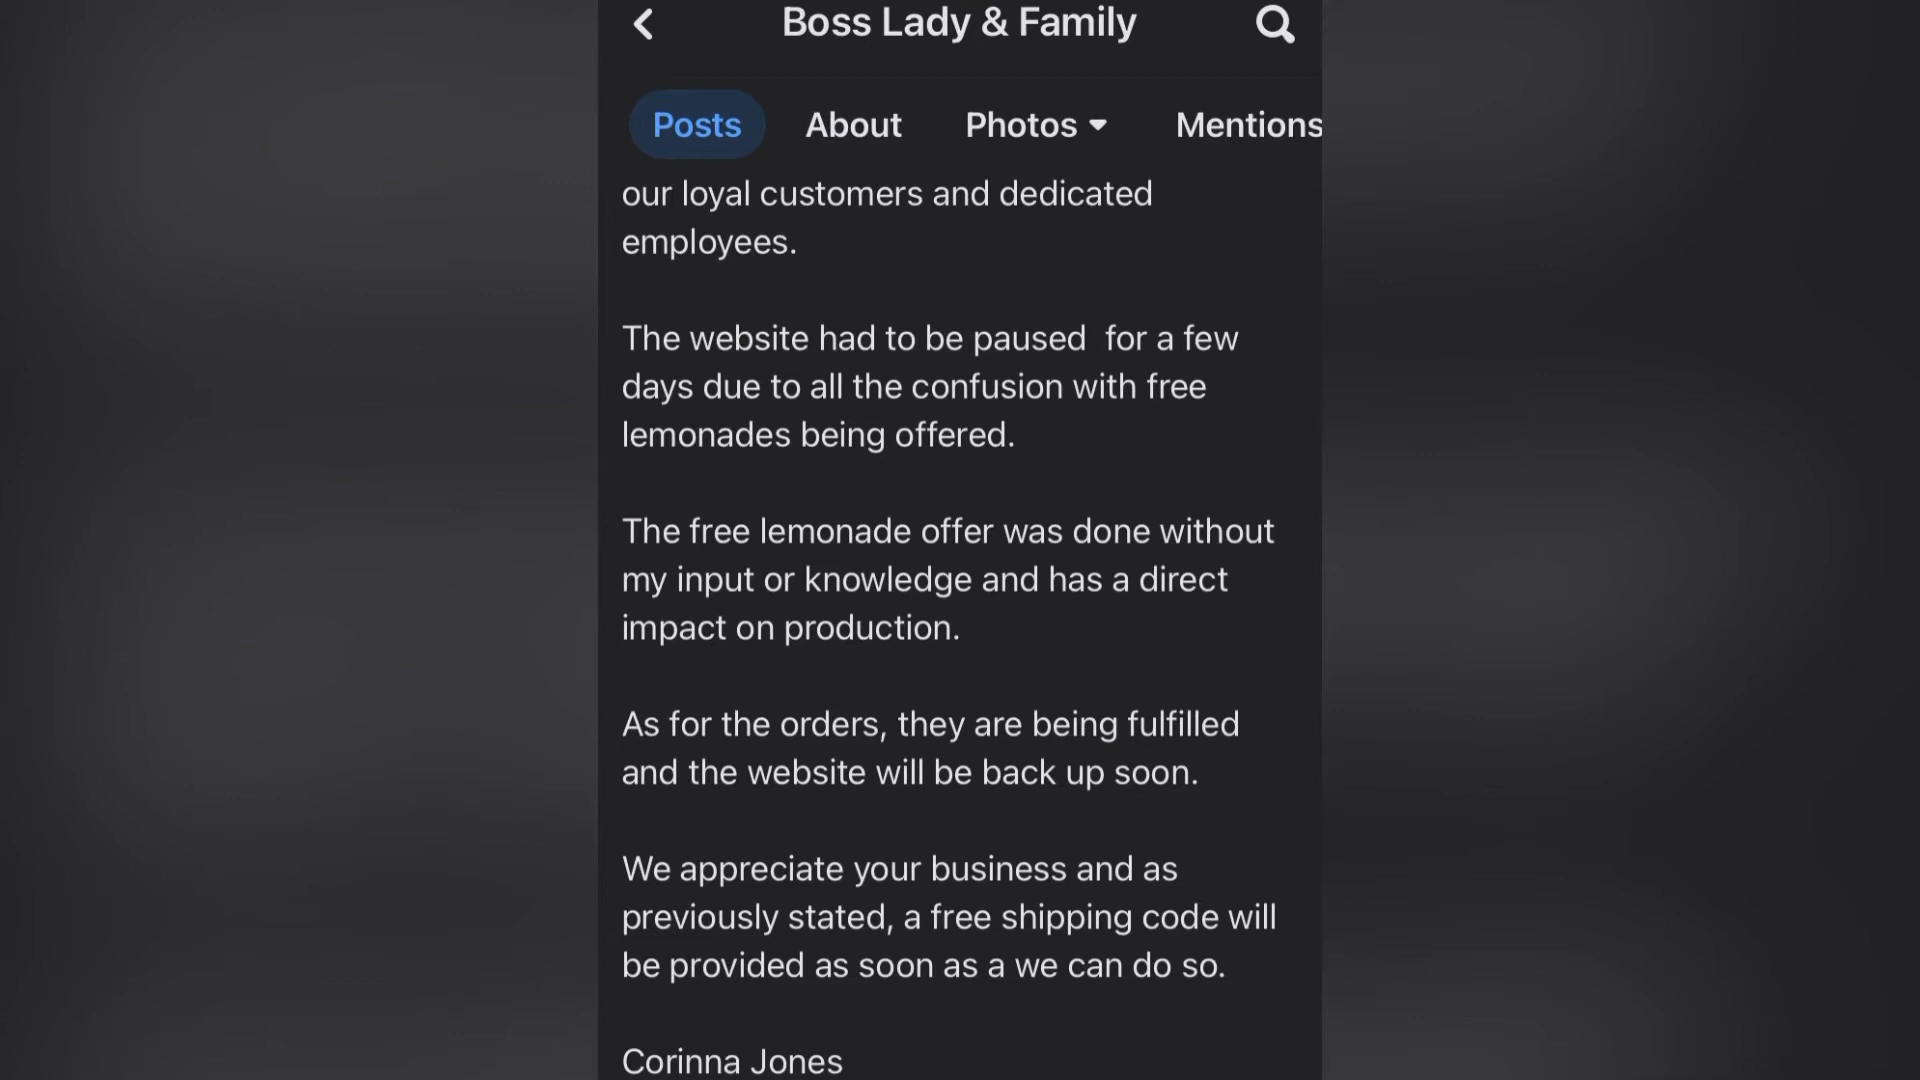 Boss Lady & Family
Posts About Photos Mentions
our loyal customers and dedicated
employees.
The website had to be paused  for a few
days due to all the confusion with free
lemonades being offered.
The free lemonade offer was done without
my input or knowledge and has a direct
impact on production.
As for the orders, they are being fulfilled
and the website will be back up soon.
We appreciate your business and as
previously stated, a free shipping code will
be provided as soon as a we can do so.
Corinna Jones